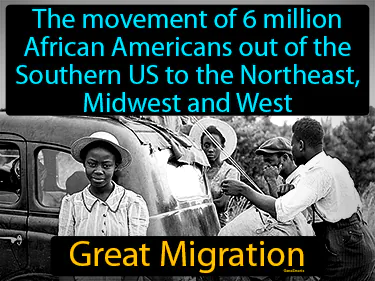 The movement of 6 million
African Americans out of the
Southern US to the Northeast,
Midwest and West
Great Migration
GameSmartz